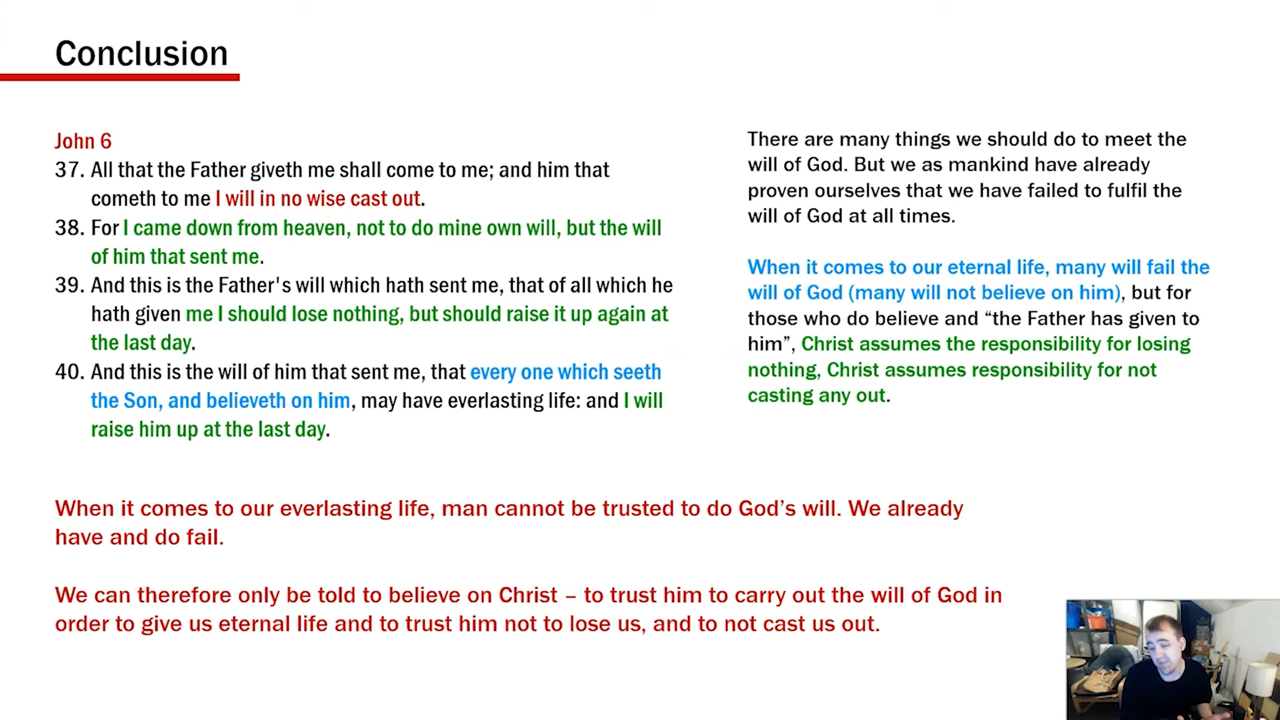 Conclusion
John 6
37. All that the Father giveth me shall come to me; and him that
cometh to me I will in no wise cast out.
38. For I came down from heaven, not to do mine own will, but the will
of him that sent me.
39. And this is the Father's will which hath sent me, that of all which he
hath given me I should lose nothing, but should raise it up again at
the last day.
40. And this is the will of him that sent me, that every one which seeth
the Son, and believeth on him, may have everlasting life: and I will
raise him up at the last day.
There are many things we should do to meet the
will of God. But we as mankind have already
proven ourselves that we have failed to fulfil the
will of God at all times.
When it comes to our eternal life, many will fail the
will of God (many will not believe on him), but for
those who do believe and “the Father has given to
him”, Christ assumes the responsibility for losing
nothing, Christ assumes responsibility for not
casting any out.
When it comes to our everlasting life, man cannot be trusted to do God’s will. We already
have and do fail.
We can therefore only be told to believe on Christ – to trust him to carry out the will of God in
order to give us eternal life and to trust him not to lose us, and to not cast us out.